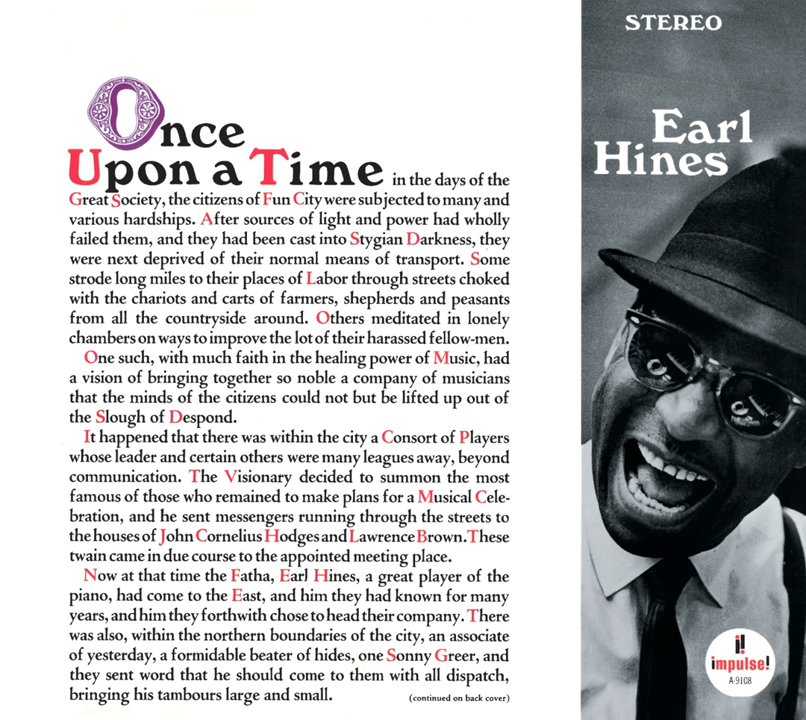 Once
Upon a Time in the days of the
Great Society, the citizens of Fun City were subjected to many and
various hardships. After sources of light and power had wholly
failed them, and they had been cast into Stygian Darkness, they
were next deprived of their normal means of transport. Some
strode long miles to their places of Labor through streets choked
with the chariots and carts of farmers, shepherds and peasants
from all the countryside around. Others meditated in lonely
chambers on ways to improve the lot of their harassed fellow-men.
One such, with much faith in the healing power of Music, had
a vision of bringing together so noble a company of musicians
that the minds of the citizens could not but be lifted up out of
the Slough of Despond.
It happened that there was within the city a Consort of Players
whose leader and certain others were many leagues away, beyond
communication. The Visionary decided to summon the most
famous of those who remained to make plans for a Musical Cele-
bration, and he sent messengers running through the streets to
the houses of John Cornelius Hodges and Lawrence Brown. These
twain came in due course to the appointed meeting place.
Now at that time the Fatha, Earl Hines, a great player of the
piano, had come to the East, and him they had known for many
years, and him they forthwith chose to head their company. There
was also, within the northern boundaries of the city, an associate
of yesterday, a formidable beater of hides, one Sonny Greer, and
they sent word that he should come to them with all dispatch,
bringing his tambours large and small.
(continued on back cover)
STEREO
Earl
Hines
impulse!
A-9108